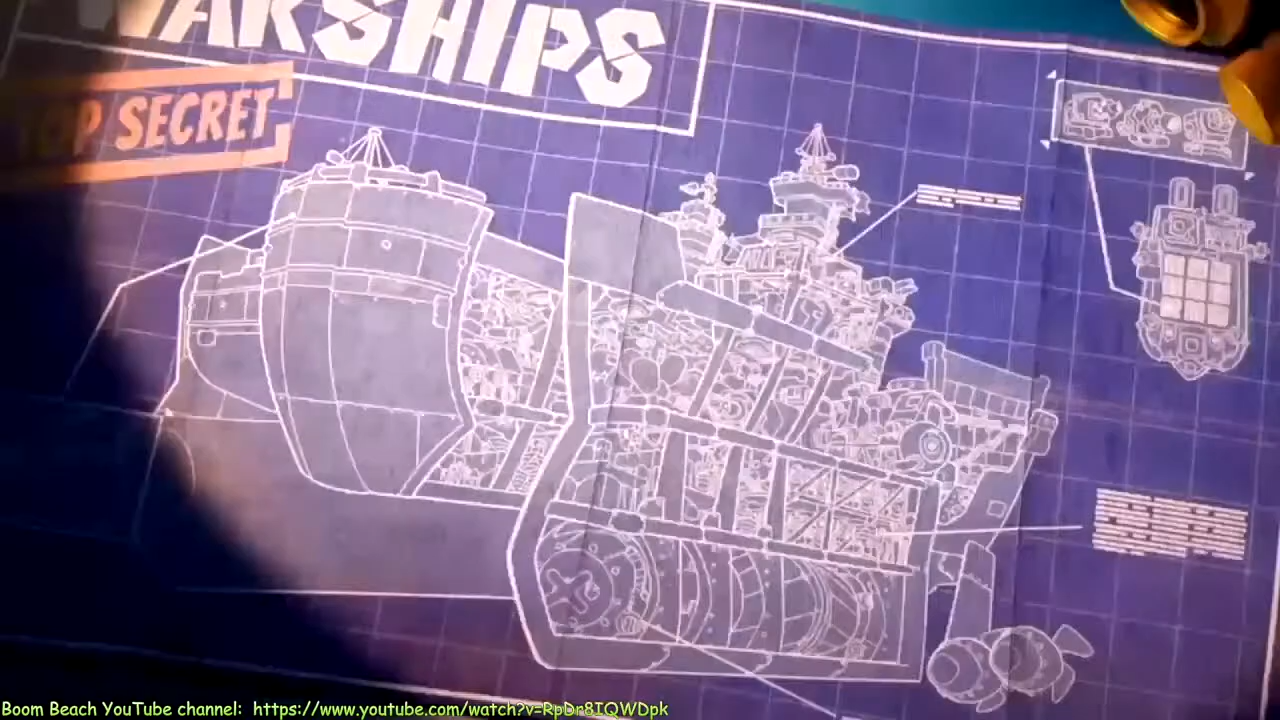 WARSHIPS
TOP SECRET
Boom Beach YouTube channel: https://www.youtube.com/watch?v=RpDr8IQWDpk